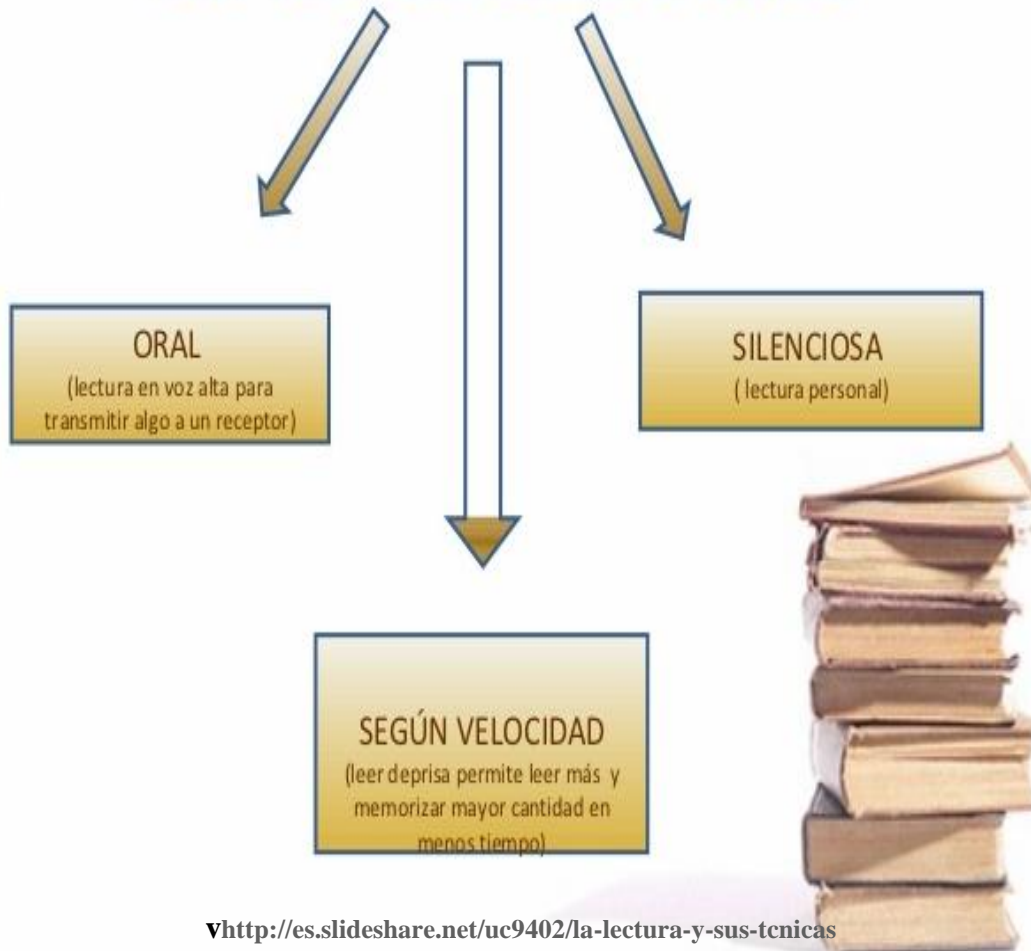 ORAL
(lectura en voz alta para
transmitir algo a un receptor)
SILENCIOSA
( lectura personal)
SEGÚN VELOCIDAD
(leer deprisa permite leer más y
memorizar mayor cantidad en
menos tiempo)
vhttp://es.slideshare.net/uc9402/la-lectura-y-sus-tcnicas